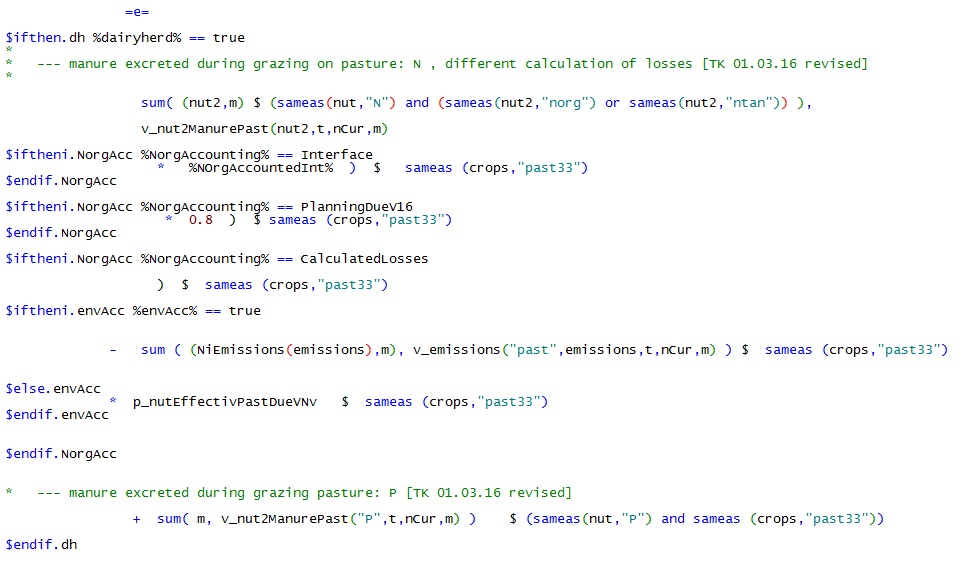 =e=
$ifthen.dh %dairyherd% == true
*
*   --- manure excreted during grazing on pasture: N , different calculation of losses [TK 01.03.16 revised]
*
sum( (nut2,m) $ (sameas(nut,"N") and (sameas(nut2,"norg") or sameas(nut2,"ntan")) ),
v_nut2ManurePast(nut2,t,nCur,m)
$iftheni.NorgAcc %NorgAccounting% == Interface
*   %NOrgAccountedInt%  )  $   sameas (crops,"past33")
$endif.NorgAcc
$iftheni.NorgAcc %NorgAccounting% == PlanningDueV16
*  0.8  )  $ sameas (crops,"past33")
$endif.NorgAcc
$iftheni.NorgAcc %NorgAccounting% == CalculatedLosses
)  $  sameas (crops,"past33")
$iftheni.envAcc %envAcc% == true
-   sum ( (NiEmissions(emissions),m), v_emissions("past",emissions,t,nCur,m) ) $  sameas (crops,"past33")
$else.envAcc
*  p_nutEffectivPastDueVNv   $  sameas (crops,"past33")
$endif.envAcc
$endif.NorgAcc
*   --- manure excreted during grazing pasture: P [TK 01.03.16 revised]
+  sum( m, v_nut2ManurePast("P",t,nCur,m) )    $ (sameas(nut,"P") and sameas (crops,"past33"))
$endif.dh